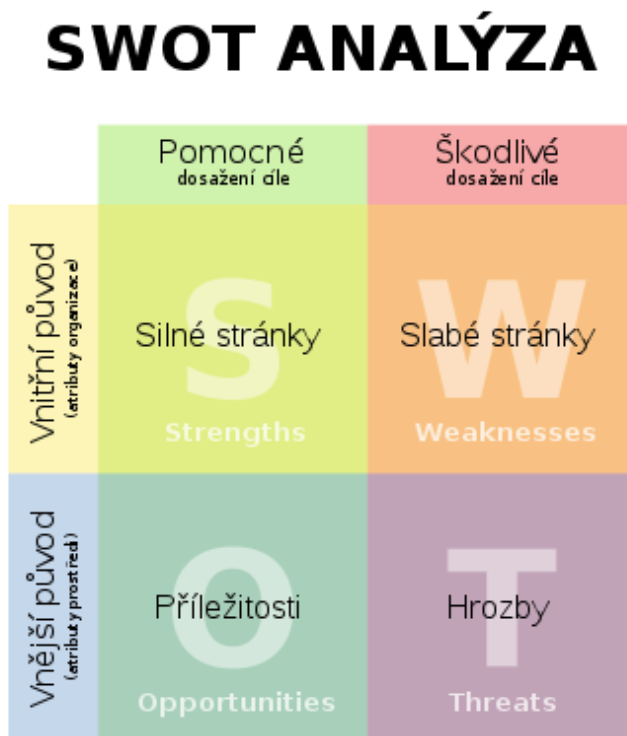 SWOT ANALÝZA
Pomocné
dosažení cíle
Škodlivé
dosažení cíle
Vnitřní původ
(atributy organizace)
S
Silné stránky
Strengths
W
Slabé stránky
Weaknesses
Vnější původ
(atributy prostředí)
O
Příležitosti
Opportunities
T
Hrozby
Threats